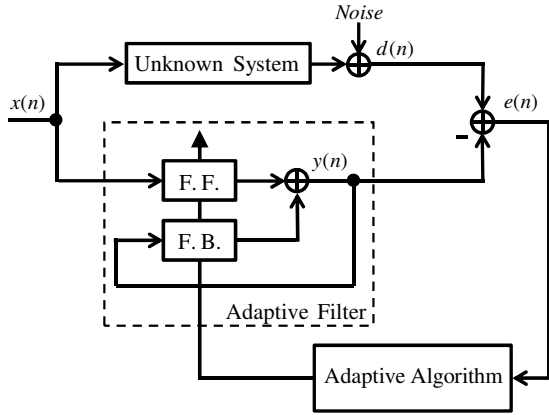 Noise
Unknown System
d(n)
x(n)
e(n)
-
F. F.
y(n)
F. B.
Adaptive Filter
Adaptive Algorithm